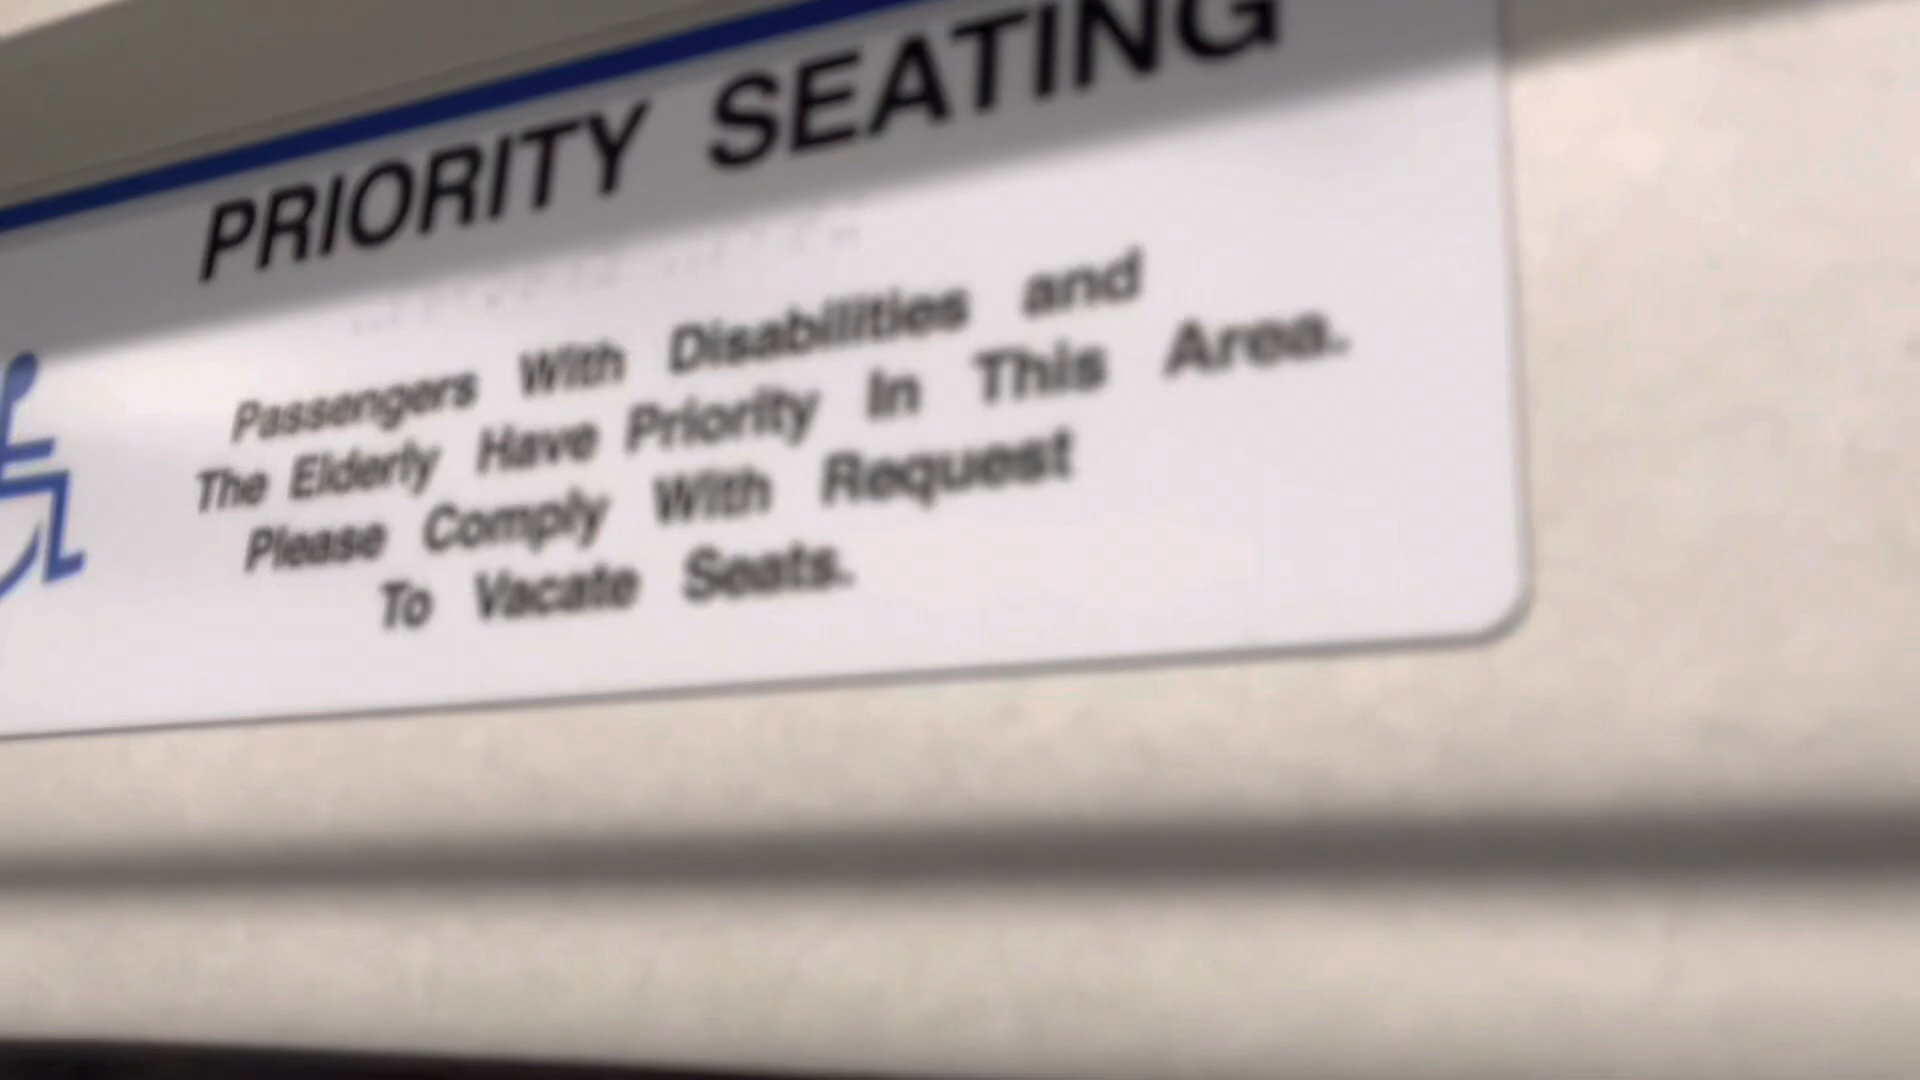 PRIORITY SEATING
Passengers With Disabilities and
The Elderly Have Priority In This Area.
Please Comply With Request
To Vacate Seats.